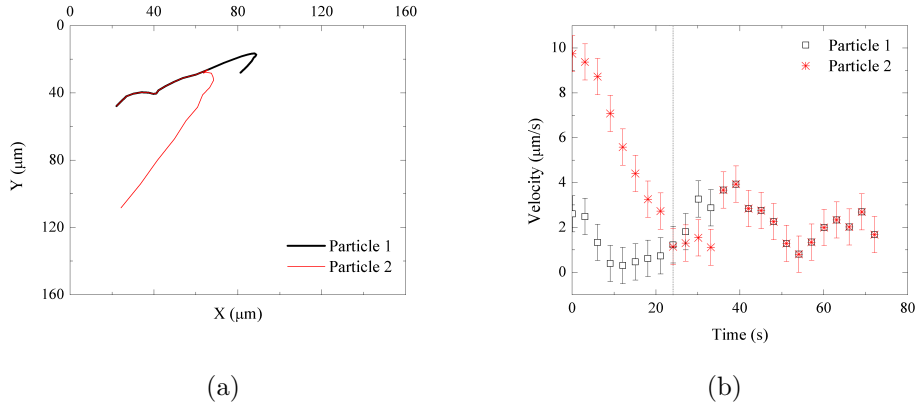 0 40 80 120 160
0
40
80
120
160
Y (μm)
X (μm)
Particle 1
Particle 2
(a)
10
8
6
4
2
0
Velocity (μm/s)
0 20 40 60 80
Time (s)
Particle 1
Particle 2
(b)